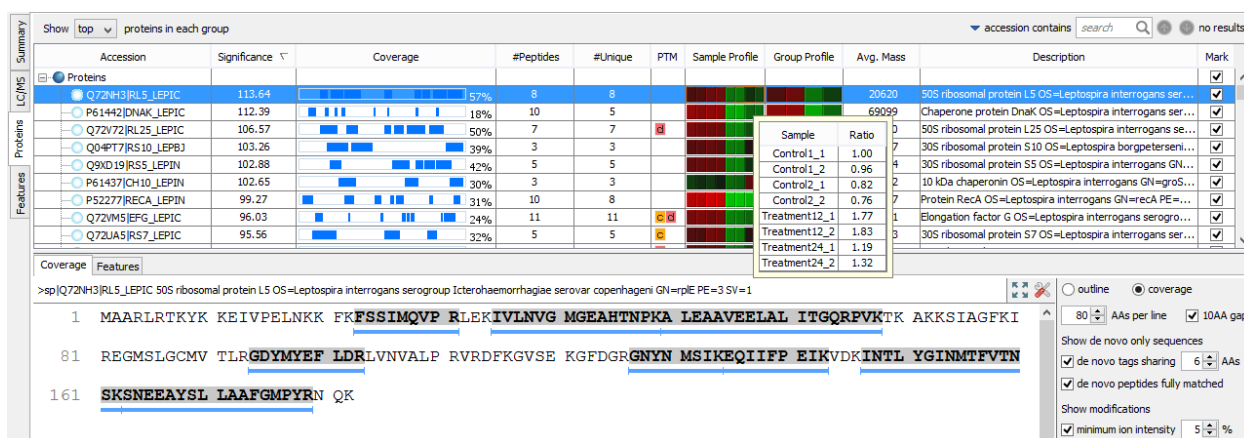 Show top proteins in each group accession contains search no results
Summary
LC/MS
Proteins
Features
Accession Significance Coverage #Peptides #Unique PTM Sample Profile Group Profile Avg. Mass Description Mark
Proteins
Q72NH3|RL5_LEPIC 113.64 57% 8 8 20620 50S ribosomal protein L5 OS=Leptospira interrogans ser...
P61442|DNAK_LEPIC 112.39 18% 10 5 69099 Chaperone protein DnaK OS=Leptospira interrogans ser...
Q72V72|RL25_LEPIC 106.57 50% 7 7 d 0 50S ribosomal protein L25 OS=Leptospira interrogans se...
Q04PT7|RS10_LEPBJ 103.26 39% 3 3 7 30S ribosomal protein S10 OS=Leptospira borgpeterseni...
Q9XD19|RS5_LEPIN 102.88 42% 5 5 4 30S ribosomal protein S5 OS=Leptospira interrogans GN...
P61437|CH10_LEPIN 102.65 30% 3 3 2 10 kDa chaperonin OS=Leptospira interrogans GN=groS...
P52277|RECA_LEPIN 99.27 31% 10 8 7 Protein RecA OS=Leptospira interrogans GN=recA PE=...
Q72VM5|EFG_LEPIC 96.03 24% 11 11 c d 1 Elongation factor G OS=Leptospira interrogans serogro...
Q72UA5|RS7_LEPIC 95.56 32% 5 5 c 3 30S ribosomal protein S7 OS=Leptospira interrogans ser...
Sample Ratio
Control1_1 1.00
Control1_2 0.96
Control2_1 0.82
Control2_2 0.76
Treatment12_1 1.77
Treatment12_2 1.83
Treatment24_1 1.19
Treatment24_2 1.32
Coverage Features
>sp|Q72NH3|RL5_LEPIC 50S ribosomal protein L5 OS=Leptospira interrogans serogroup Icterohaemorrhagiae serovar copenhageni GN=rplE PE=3 SV=1
1 MAARLRTKYK KEIVPELNKK FKFSSIMQVP RLEKIVLNVG MGEAHTNPKA LEAAVEELAL ITGQRPVKTK AKKSIAGFKI
81 REGMSLGCMV TLRGDYMYEF LDRLVNVALP RVRDFKGVSE KGFDGRGNYN MSIKEQIIFP EIKVDKINTL YGINMTFVTN
161 SKSNEEAYSL LAAFGMPYRN QK
outline coverage
80 AAs per line 10AA gap
Show de novo only sequences
de novo tags sharing 6 AAs
de novo peptides fully matched
Show modifications
minimum ion intensity 5 %